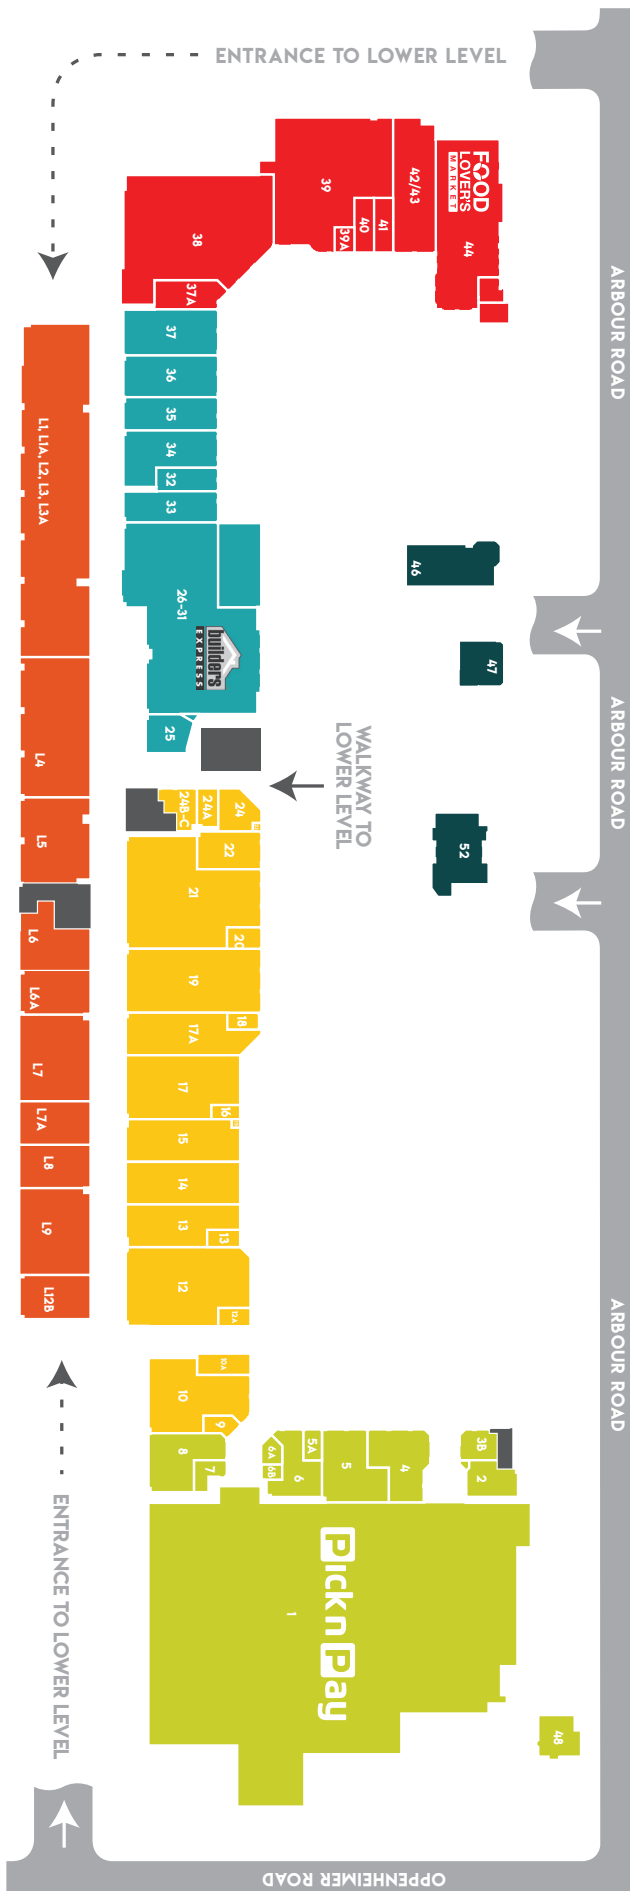 ENTRANCE TO LOWER LEVEL
FOOD
LOVER'S
MARKET
44
42/43
39
41
40
39A
38
37A
ARBOUR ROAD
37
36
35
34
32
33
26-31
builders
EXPRESS
25
L1, L1A, L2, L3, L3A
46
47
52
ARBOUR ROAD
WALKWAY TO
LOWER LEVEL
L4
L5
L6
L6A
L7
L7A
L8
L9
L12B
24
24A
24B-C
22
21
20
19
18
17A
17
16
15
14
13
13
12
12A
ARBOUR ROAD
10A
10
9
8
7
6A
6B
6
5A
5
4
3B
2
1
Pick n Pay
48
ENTRANCE TO LOWER LEVEL
OPPENHEIMER ROAD